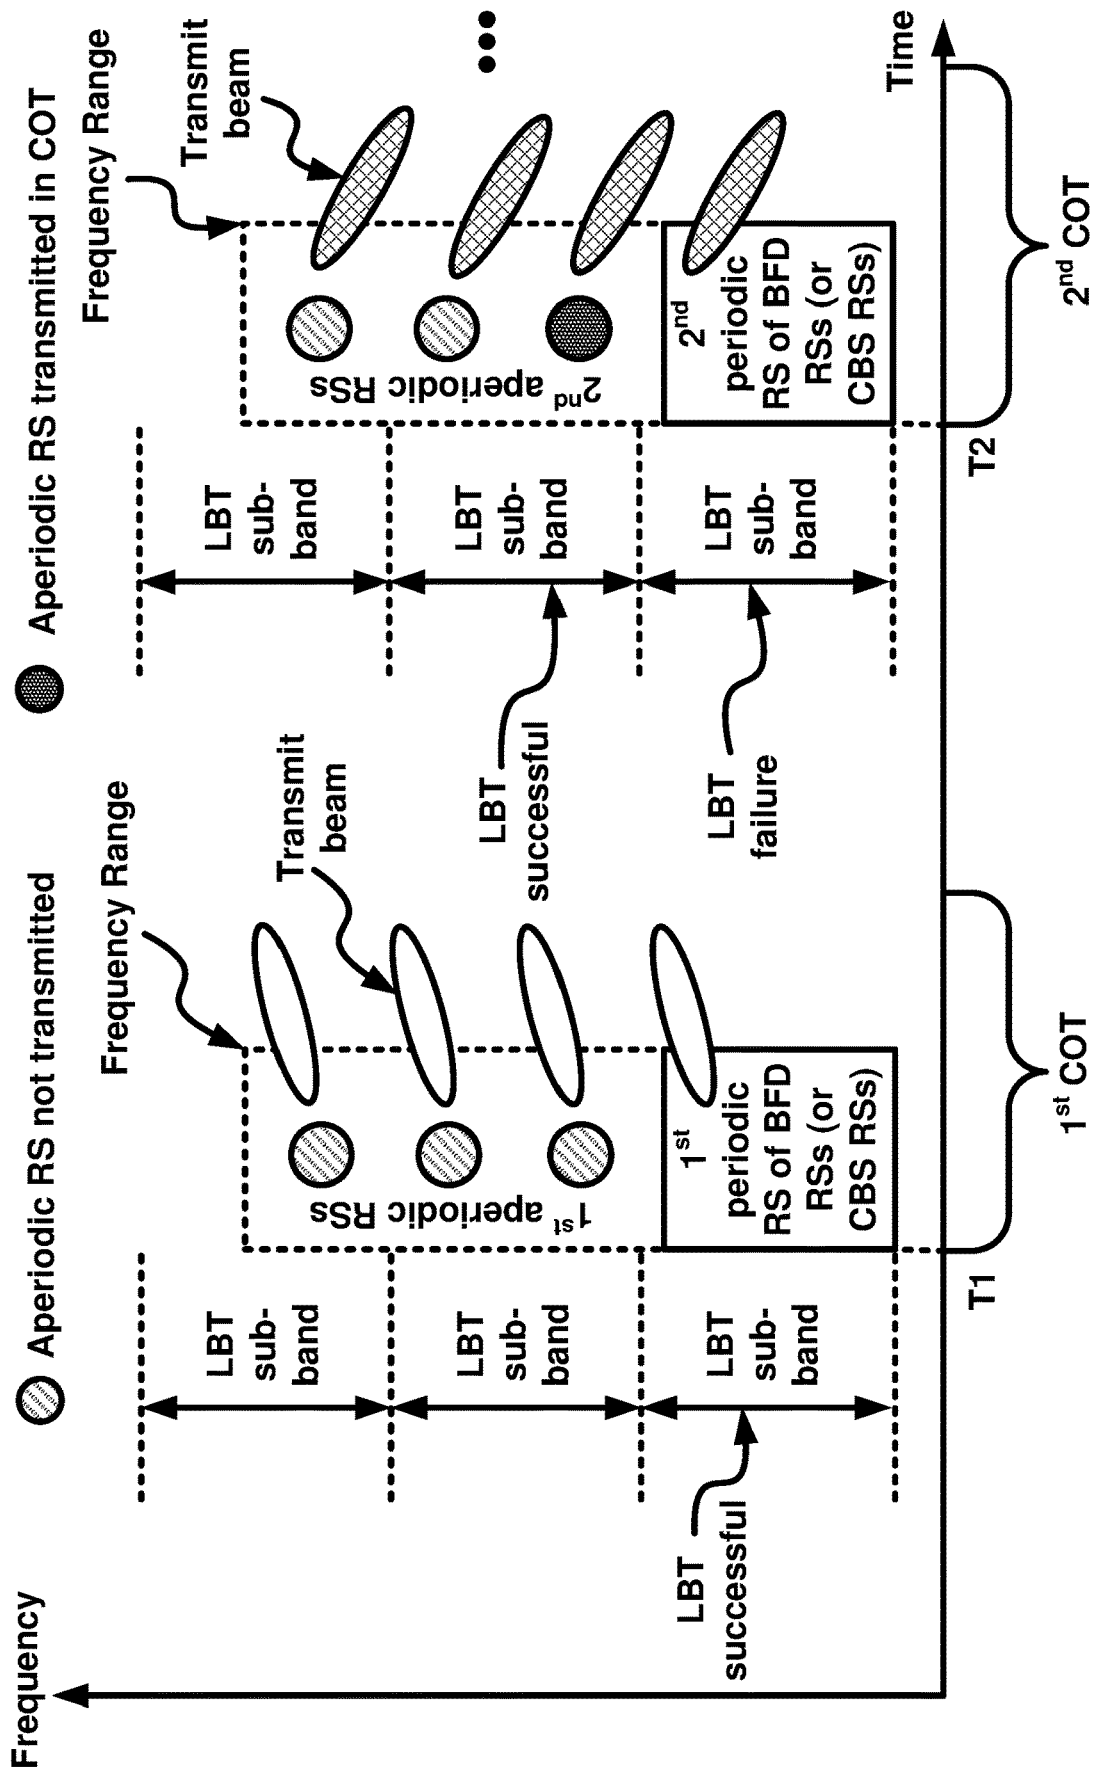 Aperiodic RS not transmitted
Aperiodic RS transmitted in COT
Frequency
Frequency Range
Transmit
beam
LBT
sub-
band
LBT
sub-
band
LBT
sub-
band
LBT
successful
1st aperiodic RSs
1st
periodic
RS of BFD
RSs (or
CBS RSs)
T1
1st COT
Frequency Range
Transmit
beam
LBT
sub-
band
LBT
sub-
band
LBT
sub-
band
LBT
successful
LBT
failure
2nd aperiodic RSs
2nd
periodic
RS of BFD
RSs (or
CBS RSs)
T2
2nd COT
Time